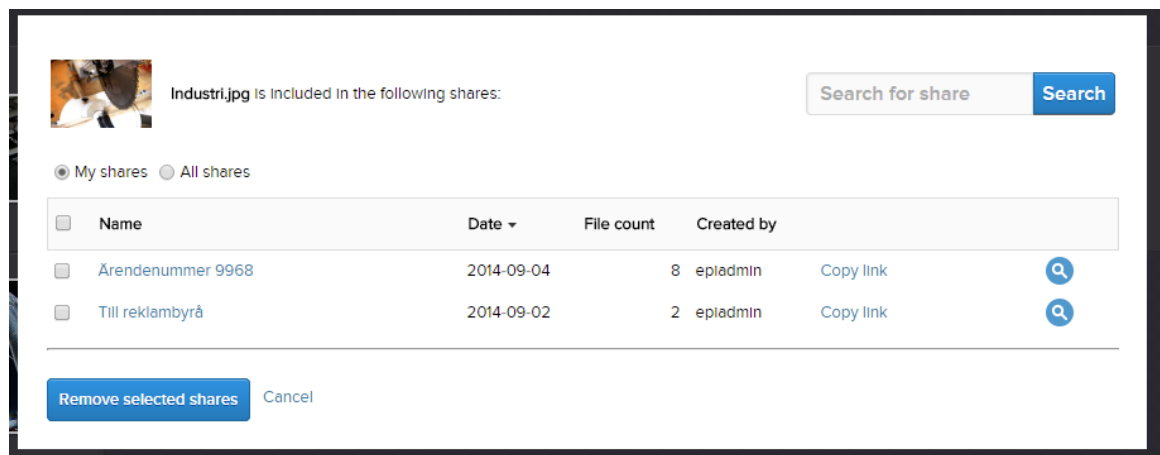 Industri.jpg is included in the following shares:
Search for share Search
My shares All shares
Name Date File count Created by
Ärendenummer 9968 2014-09-04 8 epiadmin Copy link
Till reklambyrå 2014-09-02 2 epiadmin Copy link
Remove selected shares Cancel